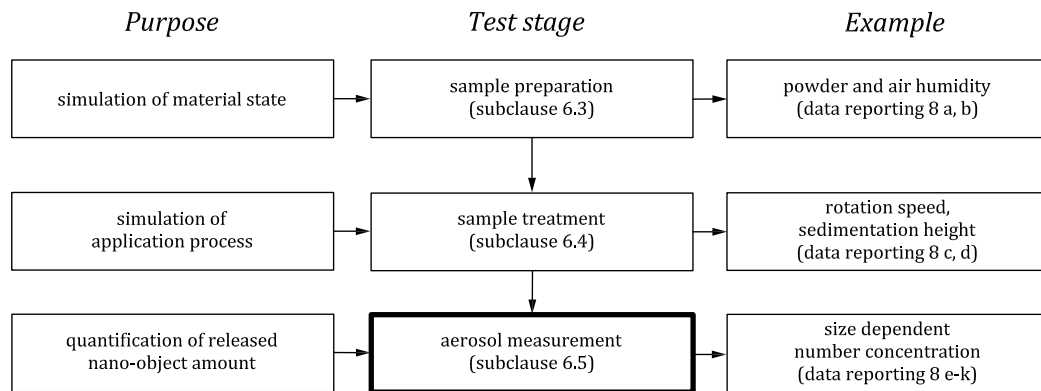 Purpose
Test stage
Example
simulation of material state
sample preparation
(subclause 6.3)
powder and air humidity
(data reporting 8 a, b)
simulation of
application process
sample treatment
(subclause 6.4)
rotation speed,
sedimentation height
(data reporting 8 c, d)
quantification of released
nano-object amount
aerosol measurement
(subclause 6.5)
size dependent
number concentration
(data reporting 8 e-k)